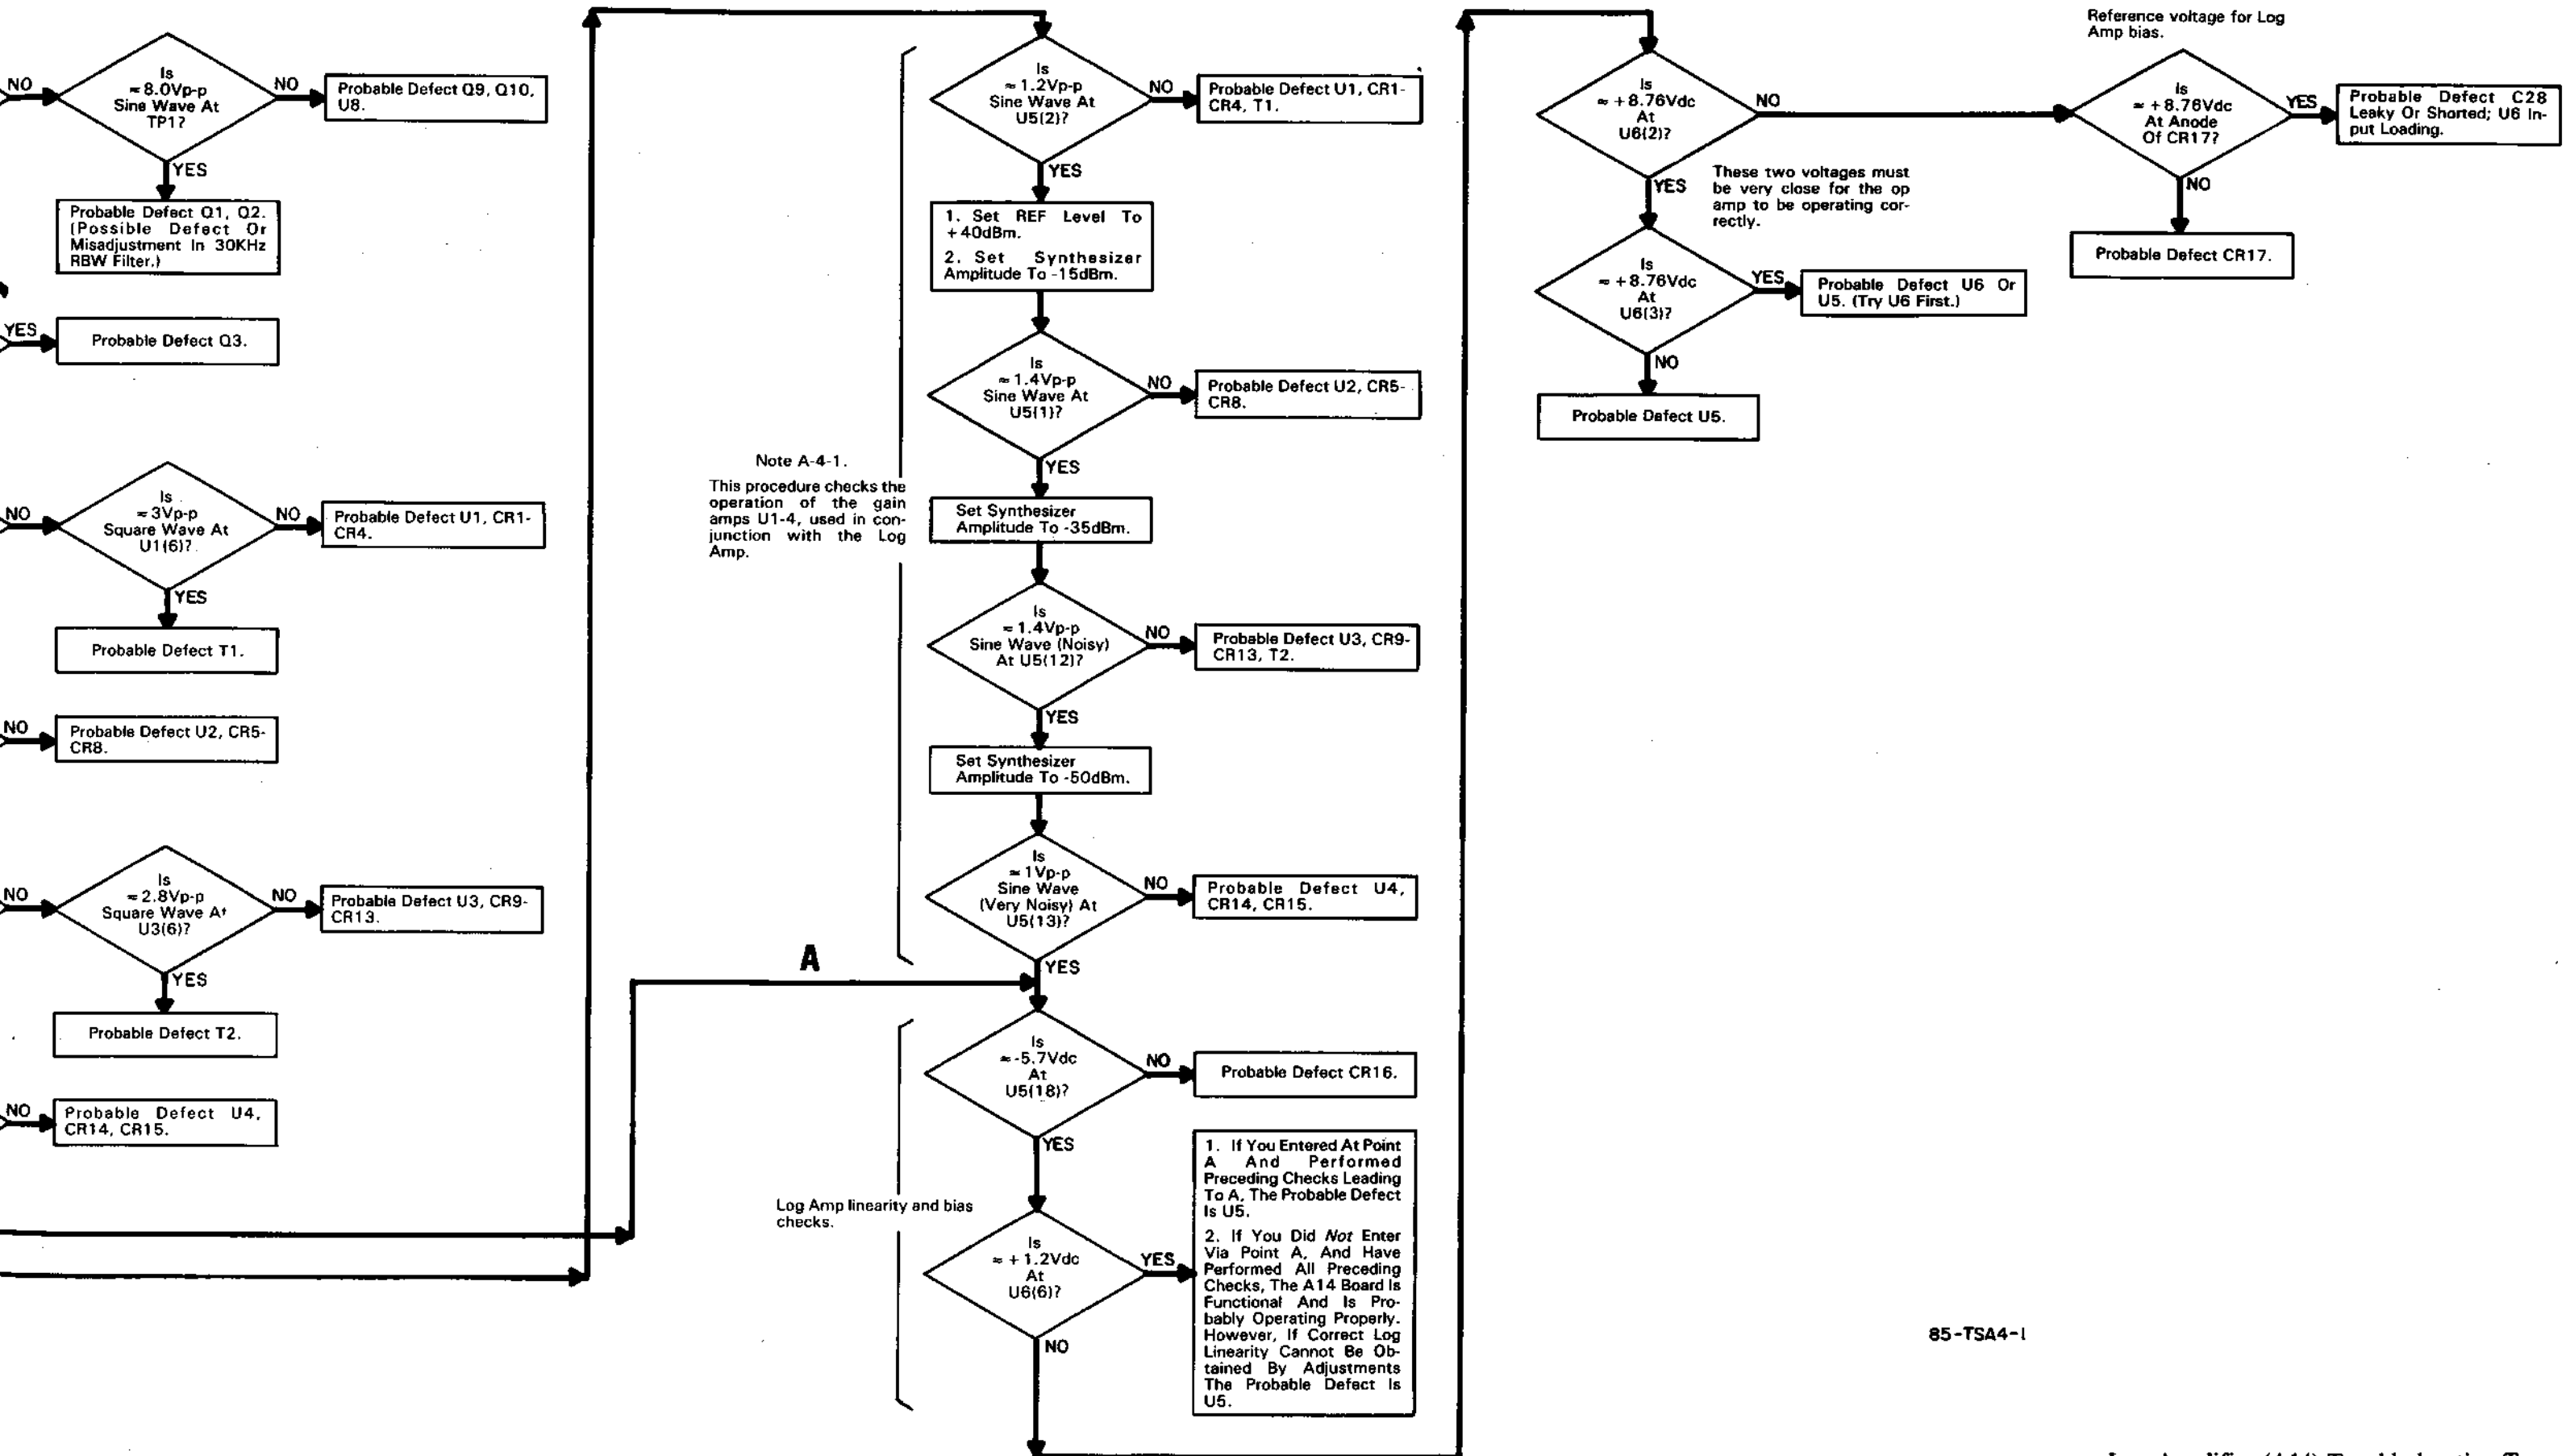 NO
Is
≈8.0Vp-p
Sine Wave At
TP1?
NO
Probable Defect Q9, Q10,
U8.
YES
Probable Defect Q1, Q2.
(Possible Defect Or
Misadjustment In 30KHz
RBW Filter.)
YES
Probable Defect Q3.
NO
Is
≈3Vp-p
Square Wave At
U1(6)?
NO
Probable Defect U1, CR1-
CR4.
YES
Probable Defect T1.
NO
Probable Defect U2, CR5-
CR8.
NO
Is
≈2.8Vp-p
Square Wave At
U3(6)?
NO
Probable Defect U3, CR9-
CR13.
YES
Probable Defect T2.
NO
Probable Defect U4,
CR14, CR15.
Note A-4-1.
This procedure checks the
operation of the gain
amps U1-4, used in con-
junction with the Log
Amp.
Is
≈1.2Vp-p
Sine Wave At
U5(2)?
NO
Probable Defect U1, CR1-
CR4, T1.
YES
1. Set REF Level To
+40dBm.
2. Set Synthesizer
Amplitude To -15dBm.
Is
≈1.4Vp-p
Sine Wave At
U5(1)?
NO
Probable Defect U2, CR5-
CR8.
YES
Set Synthesizer
Amplitude To -35dBm.
Is
≈1.4Vp-p
Sine Wave (Noisy)
At U5(12)?
NO
Probable Defect U3, CR9-
CR13, T2.
YES
Set Synthesizer
Amplitude To -50dBm.
Is
≈1Vp-p
Sine Wave
(Very Noisy) At
U5(13)?
NO
Probable Defect U4,
CR14, CR15.
YES
A
Is
≈-5.7Vdc
At
U5(18)?
NO
Probable Defect CR16.
YES
Log Amp linearity and bias
checks.
Is
≈+1.2Vdc
At
U6(6)?
YES
1. If You Entered At Point
A And Performed
Preceding Checks Leading
To A, The Probable Defect
Is U5.
2. If You Did Not Enter
Via Point A, And Have
Performed All Preceding
Checks, The A14 Board Is
Functional And Is Pro-
bably Operating Properly.
However, If Correct Log
Linearity Cannot Be Ob-
tained By Adjustments
The Probable Defect Is
U5.
NO
Is
≈+8.76Vdc
At
U6(2)?
NO
YES
These two voltages must
be very close for the op
amp to be operating cor-
rectly.
Is
≈+8.76Vdc
At
U6(3)?
YES
Probable Defect U6 Or
U5. (Try U6 First.)
NO
Probable Defect U5.
Reference voltage for Log
Amp bias.
Is
≈+8.76Vdc
At Anode
Of CR17?
YES
Probable Defect C28
Leaky Or Shorted; U6 In-
put Loading.
NO
Probable Defect CR17.
85-TSA4-1